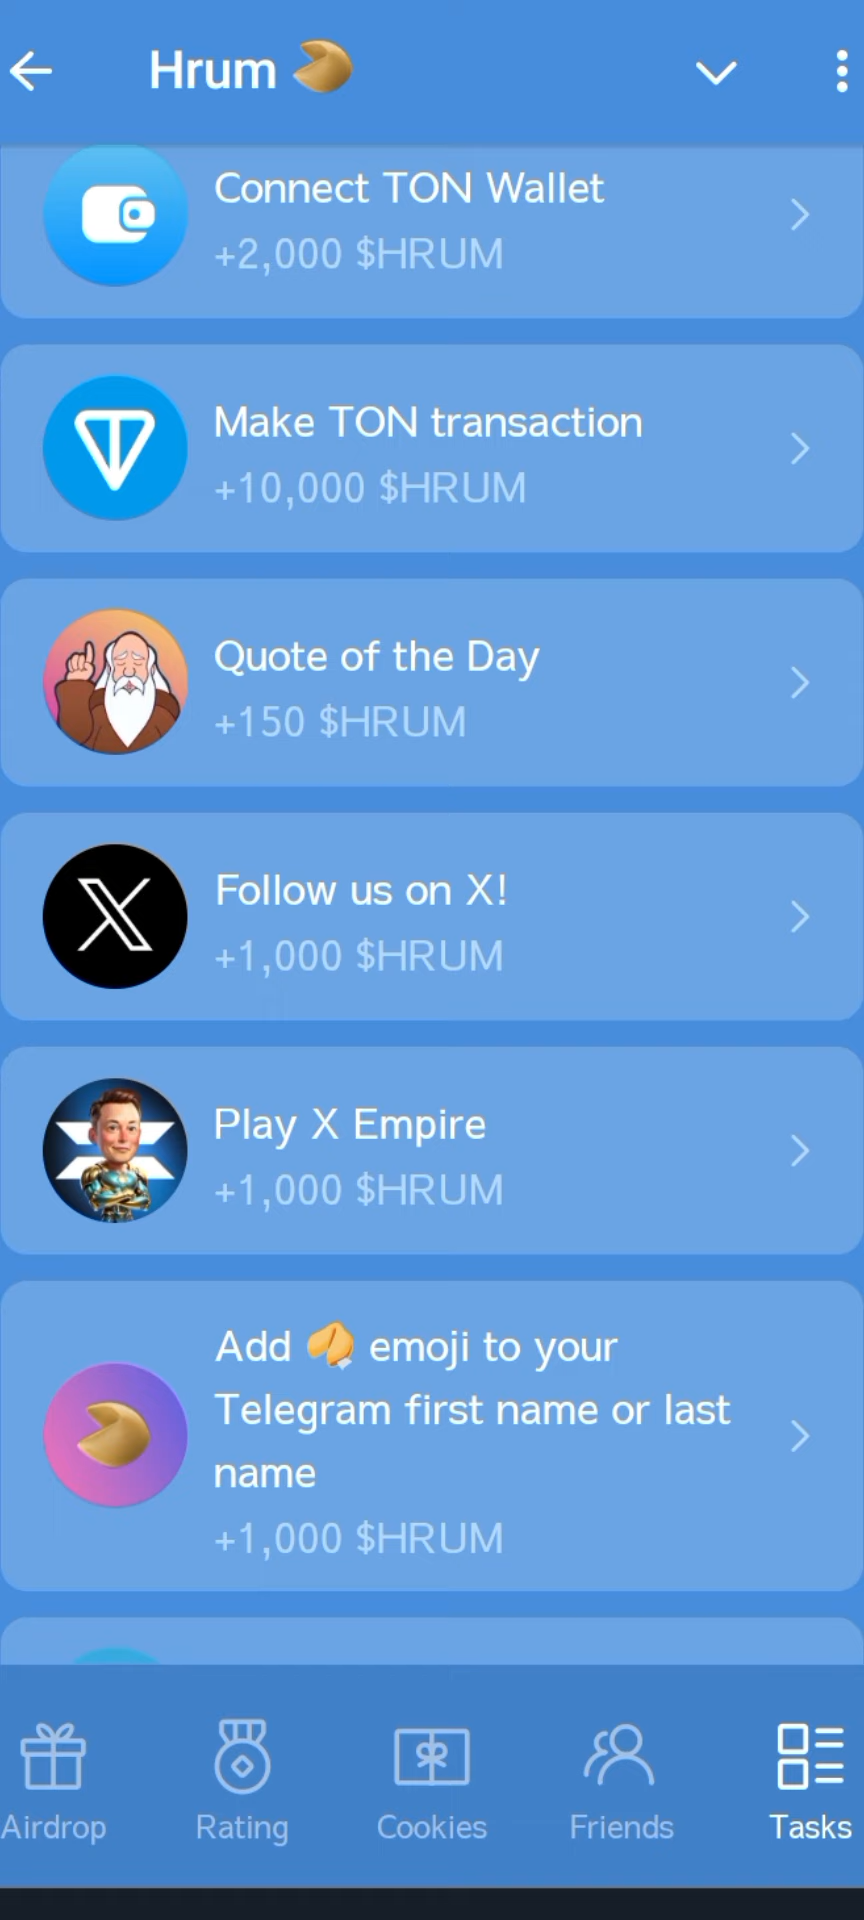 Hrum
Connect TON Wallet
+2,000 $HRUM
Make TON transaction
+10,000 $HRUM
Quote of the Day
+150 $HRUM
Follow us on X!
+1,000 $HRUM
Play X Empire
+1,000 $HRUM
Add 🥠 emoji to your
Telegram first name or last
name
+1,000 $HRUM
Airdrop
Rating
Cookies
Friends
Tasks